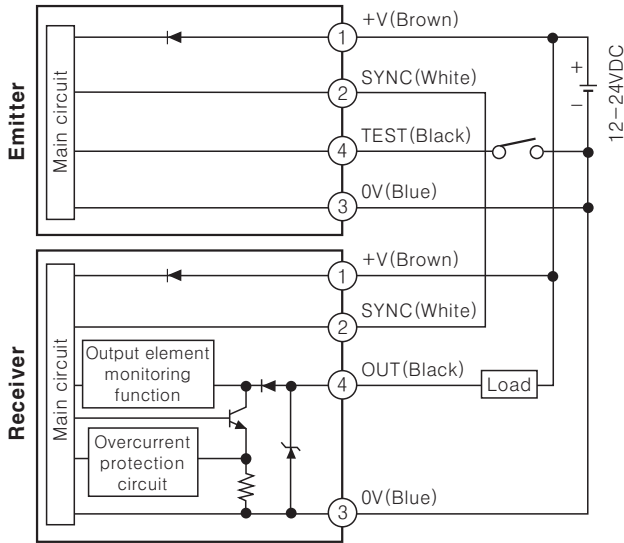 Emitter
Main circuit
1
+V(Brown)
2
SYNC(White)
4
TEST(Black)
3
0V(Blue)
+
−
12−24VDC
Receiver
Main circuit
1
+V(Brown)
2
SYNC(White)
Output element
monitoring
function
4
OUT(Black)
Load
Overcurrent
protection
circuit
3
0V(Blue)